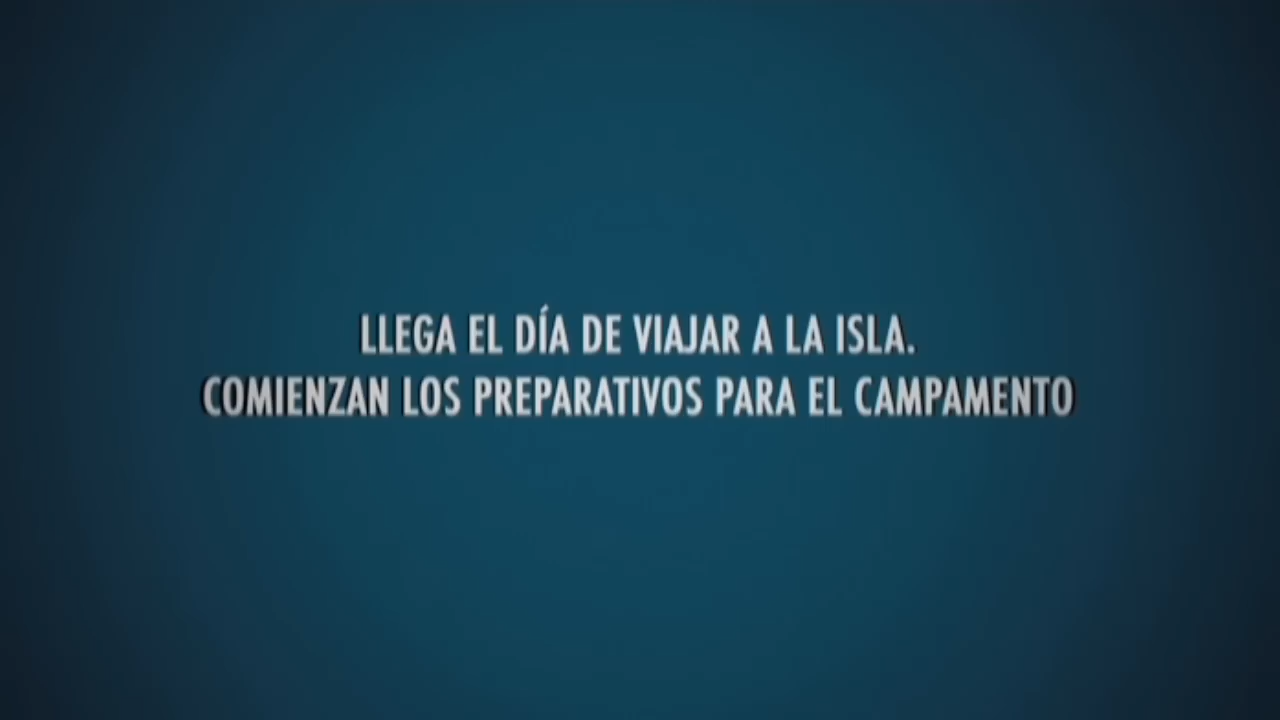 LLEGA EL DÍA DE VIAJAR A LA ISLA.
COMIENZAN LOS PREPARATIVOS PARA EL CAMPAMENTO